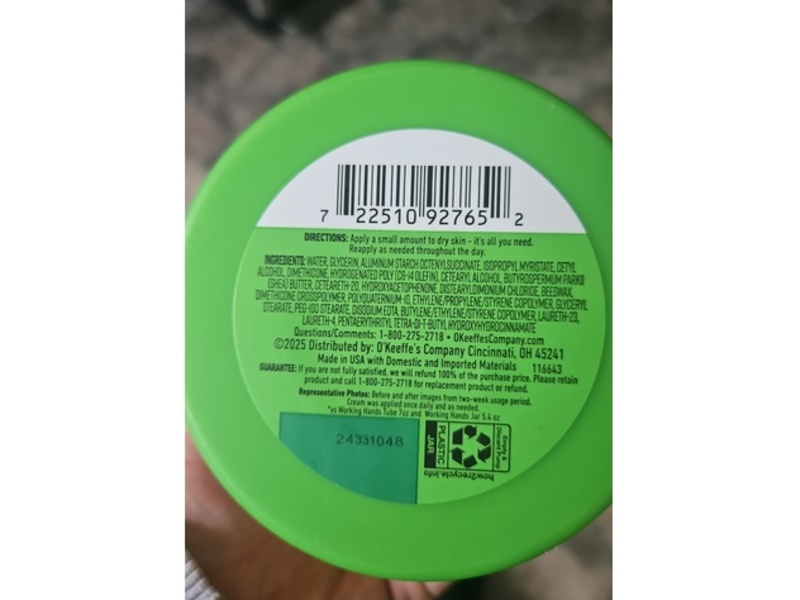 7 22510 92765 2
DIRECTIONS: Apply a small amount to dry skin - it's all you need.
Reapply as needed throughout the day.
INGREDIENTS: WATER, GLYCERIN, ALUMINUM STARCH OCTENYLSUCCINATE, ISOPROPYL MYRISTATE, CETYL
ALCOHOL, DIMETHICONE, HYDROGENATED POLY (C6-14 OLEFIN), CETEARYL ALCOHOL, BUTYROSPERMUM PARKII
(SHEA) BUTTER, CETEARETH-20, HYDROXYACETOPHENONE, DISTEARYLDIMONIUM CHLORIDE, BEESWAX,
DIMETHICONE CROSSPOLYMER, POLYQUATERNIUM-10, ETHYLENE/PROPYLENE/STYRENE COPOLYMER, GLYCERYL
STEARATE, PEG-100 STEARATE, DISODIUM EDTA, BUTYLENE/ETHYLENE/STYRENE COPOLYMER, LAURETH-23,
LAURETH-4, PENTAERYTHRITYL TETRA-DI-T-BUTYL HYDROXYHYDROCINNAMATE
Questions/Comments: 1-800-275-2718 • OKeeffesCompany.com
©2025 Distributed by: O'Keeffe's Company Cincinnati, OH 45241
Made in USA with Domestic and Imported Materials 116643
GUARANTEE: If you are not fully satisfied, we will refund 100% of the purchase price. Please retain
product and call 1-800-275-2718 for replacement product or refund.
Representative Photos: Before and after images from two-week usage period.
Cream was applied once daily and as needed.
*vs Working Hands Tube 7oz and Working Hands Jar 5.4 oz
24331048
PLASTIC
JAR
Empty &
Discard Pump
how2recycle.info